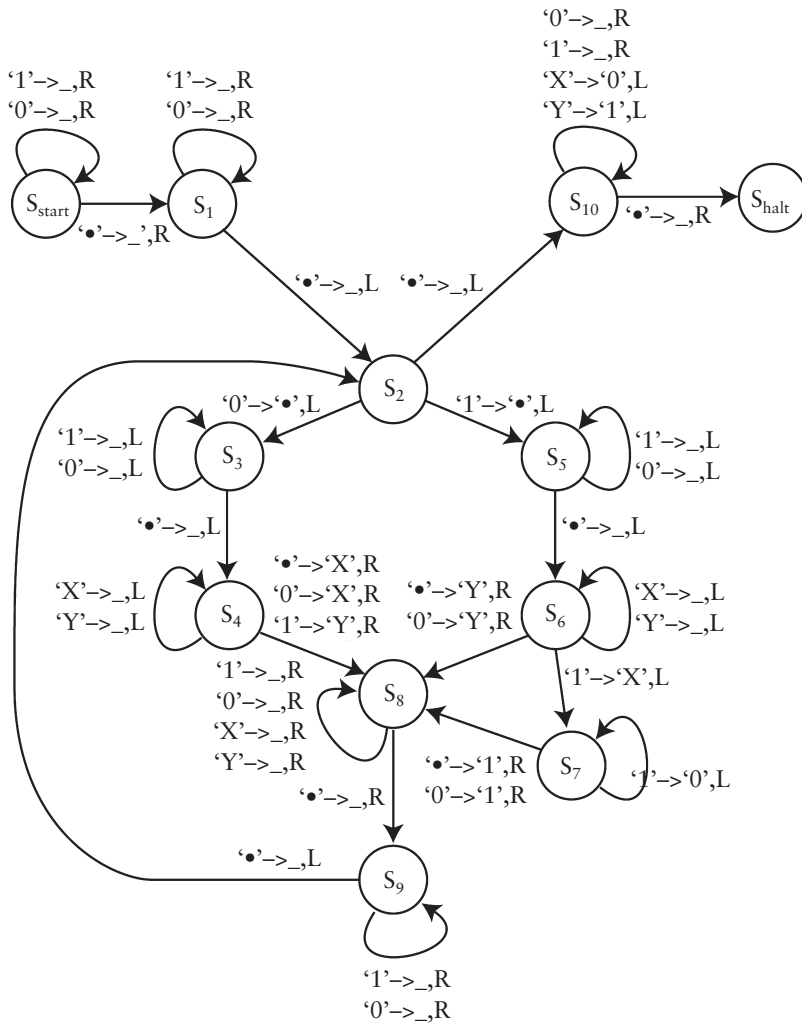 ‘0’–>_,R
‘1’–>_,R
‘X’–>‘0’,L
‘Y’–>‘1’,L
‘1’–>_,R
‘0’–>_,R
‘1’–>_,R
‘0’–>_,R
Sstart
S1
S10
Shalt
‘•’–>_’,R
‘•’–>_,R
‘•’–>_,L
‘•’–>_,L
S2
‘0’–>‘•’,L
‘1’–>‘•’,L
‘1’–>_,L
‘0’–>_,L
S3
S5
‘1’–>_,L
‘0’–>_,L
‘•’–>_,L
‘•’–>_,L
‘X’–>_,L
‘Y’–>_,L
S4
‘•’–>‘X’,R
‘0’–>‘X’,R
‘1’–>‘Y’,R
‘•’–>‘Y’,R
‘0’–>‘Y’,R
S6
‘X’–>_,L
‘Y’–>_,L
‘1’–>_,R
‘0’–>_,R
‘X’–>_,R
‘Y’–>_,R
S8
‘1’–>‘X’,L
‘•’–>‘1’,R
‘0’–>‘1’,R
S7
‘1’–>‘0’,L
‘•’–>_,R
‘•’–>_,L
S9
‘1’–>_,R
‘0’–>_,R